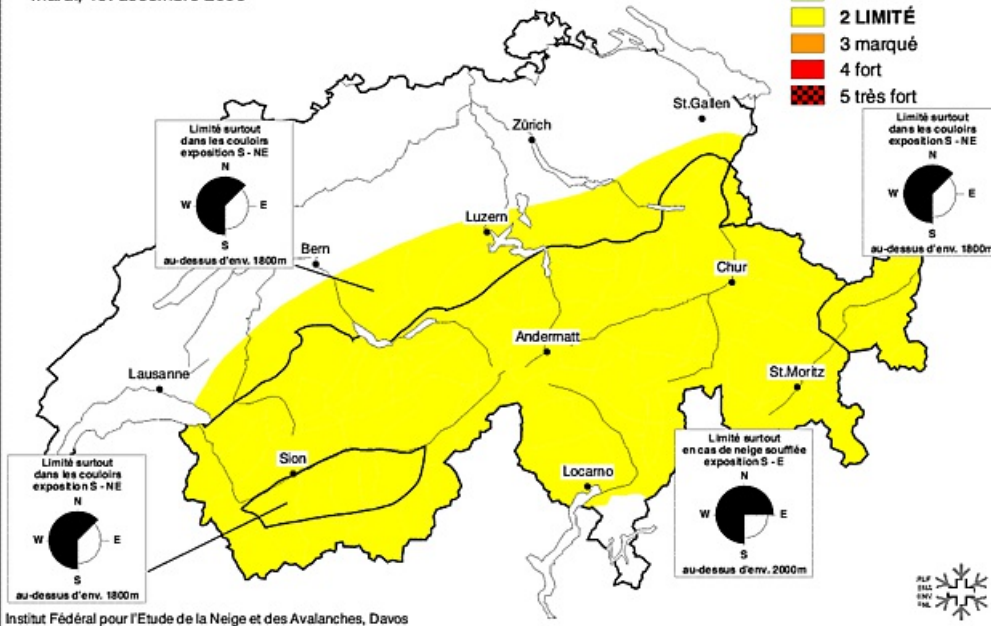 2 LIMITÉ
3 marqué
4 fort
5 très fort
St.Gallen
Zürich
Limité surtout
dans les couloirs
exposition S - NE
N
W
E
S
au-dessus d'env. 1800m
Limité surtout
dans les couloirs
exposition S - NE
N
W
E
S
au-dessus d'env. 1800m
Luzern
Bern
Chur
Andermatt
Lausanne
St.Moritz
Sion
Locarno
Limité surtout
dans les couloirs
exposition S - NE
N
W
E
S
au-dessus d'env. 1800m
Limité surtout
en cas de neige soufflée
exposition S - E
N
W
E
S
au-dessus d'env. 2000m
Institut Fédéral pour l'Etude de la Neige et des Avalanches, Davos